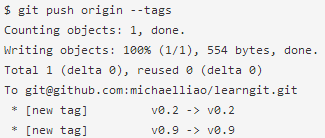 $ git push origin --tags
Counting objects: 1, done.
Writing objects: 100% (1/1), 554 bytes, done.
Total 1 (delta 0), reused 0 (delta 0)
To git@github.com:michaelliao/learngit.git
 * [new tag]         v0.2 -> v0.2
 * [new tag]         v0.9 -> v0.9